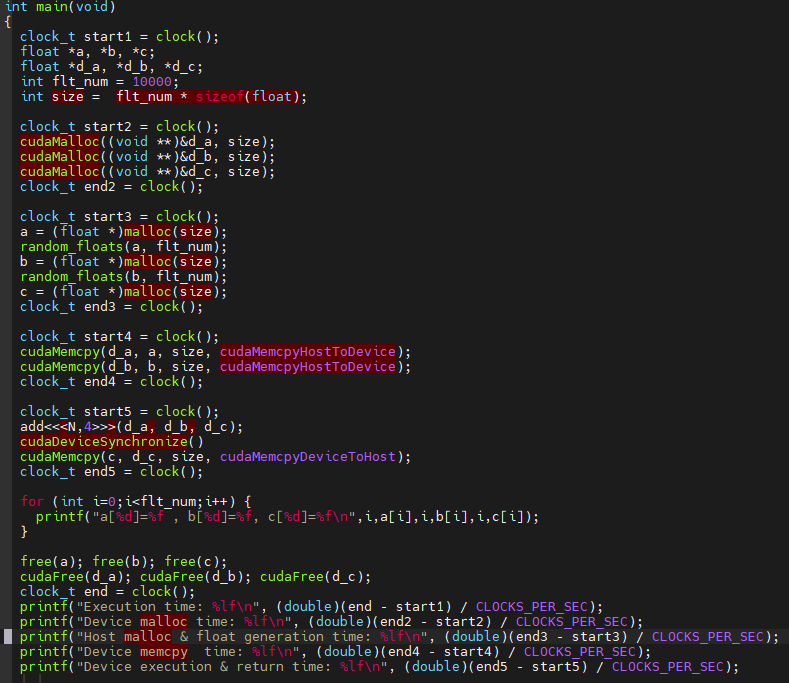 int main(void)
{
  clock_t start1 = clock();
  float *a, *b, *c;
  float *d_a, *d_b, *d_c;
  int flt_num = 10000;
  int size =  flt_num * sizeof(float);

  clock_t start2 = clock();
  cudaMalloc((void **)&d_a, size);
  cudaMalloc((void **)&d_b, size);
  cudaMalloc((void **)&d_c, size);
  clock_t end2 = clock();

  clock_t start3 = clock();
  a = (float *)malloc(size);
  random_floats(a, flt_num);
  b = (float *)malloc(size);
  random_floats(b, flt_num);
  c = (float *)malloc(size);
  clock_t end3 = clock();

  clock_t start4 = clock();
  cudaMemcpy(d_a, a, size, cudaMemcpyHostToDevice);
  cudaMemcpy(d_b, b, size, cudaMemcpyHostToDevice);
  clock_t end4 = clock();

  clock_t start5 = clock();
  add<<<N,4>>>(d_a, d_b, d_c);
  cudaDeviceSynchronize()
  cudaMemcpy(c, d_c, size, cudaMemcpyDeviceToHost);
  clock_t end5 = clock();

  for (int i=0;i<flt_num;i++) {
    printf("a[%d]=%f , b[%d]=%f, c[%d]=%f\n",i,a[i],i,b[i],i,c[i]);
  }

  free(a); free(b); free(c);
  cudaFree(d_a); cudaFree(d_b); cudaFree(d_c);
  clock_t end = clock();
  printf("Execution time: %lf\n", (double)(end - start1) / CLOCKS_PER_SEC);
  printf("Device malloc time: %lf\n", (double)(end2 - start2) / CLOCKS_PER_SEC);
  printf("Host malloc & float generation time: %lf\n", (double)(end3 - start3) / CLOCKS_PER_SEC);
  printf("Device memcpy  time: %lf\n", (double)(end4 - start4) / CLOCKS_PER_SEC);
  printf("Device execution & return time: %lf\n", (double)(end5 - start5) / CLOCKS_PER_SEC);